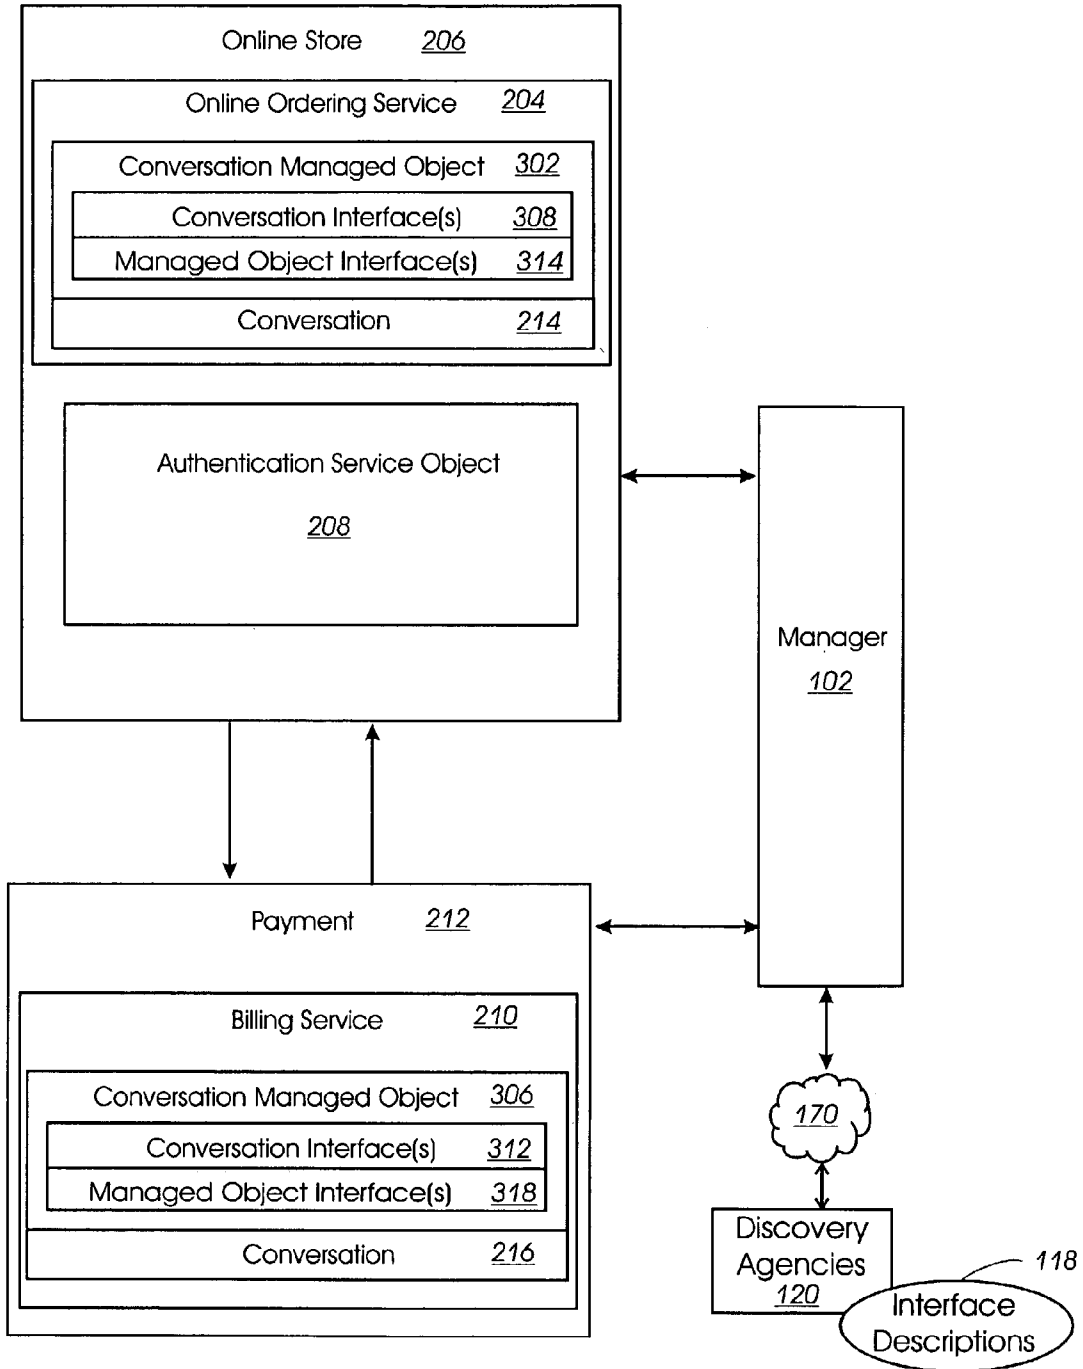 Online Store 206
Online Ordering Service 204
Conversation Managed Object 302
Conversation Interface(s) 308
Managed Object Interface(s) 314
Conversation 214
Authentication Service Object
208
Manager
102
Payment 212
Billing Service 210
Conversation Managed Object 306
Conversation Interface(s) 312
Managed Object Interface(s) 318
Conversation 216
170
Discovery
Agencies
120
118
Interface
Descriptions